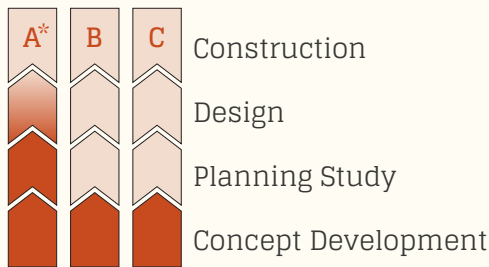 A* B C
Construction
Design
Planning Study
Concept Development